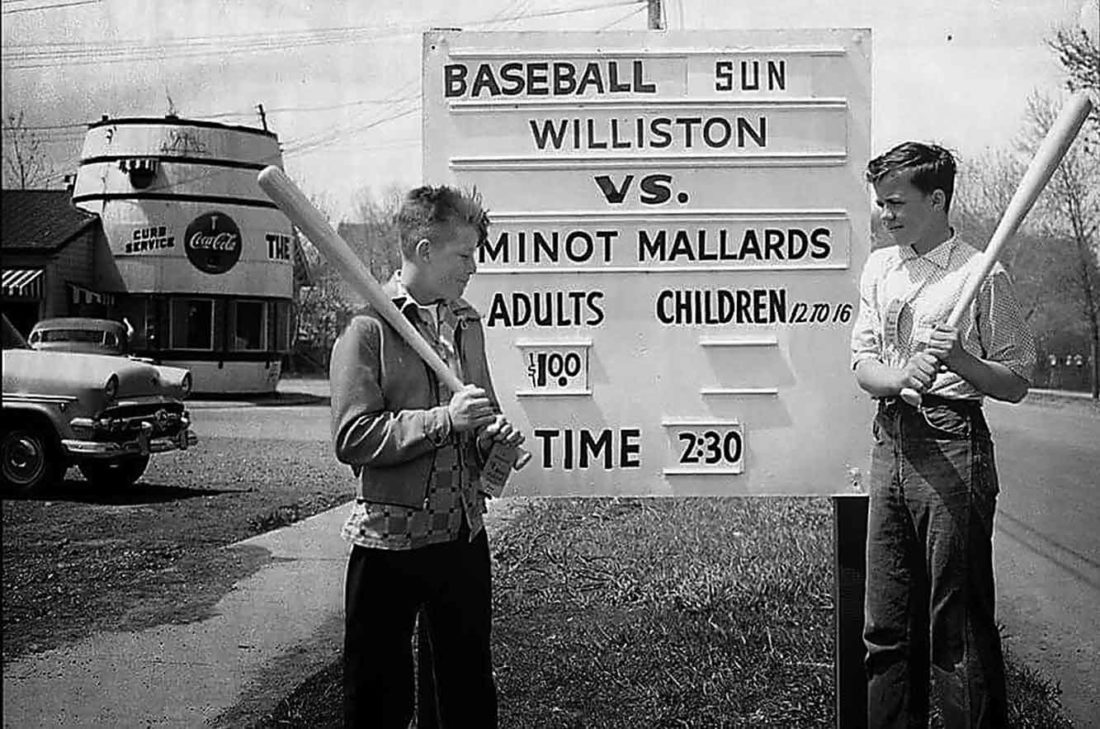 BASEBALL SUN
WILLISTON
VS.
MINOT MALLARDS
ADULTS CHILDREN 12 TO 16
$1.00
TIME 2:30
CURB
SERVICE
Coca-Cola
THE